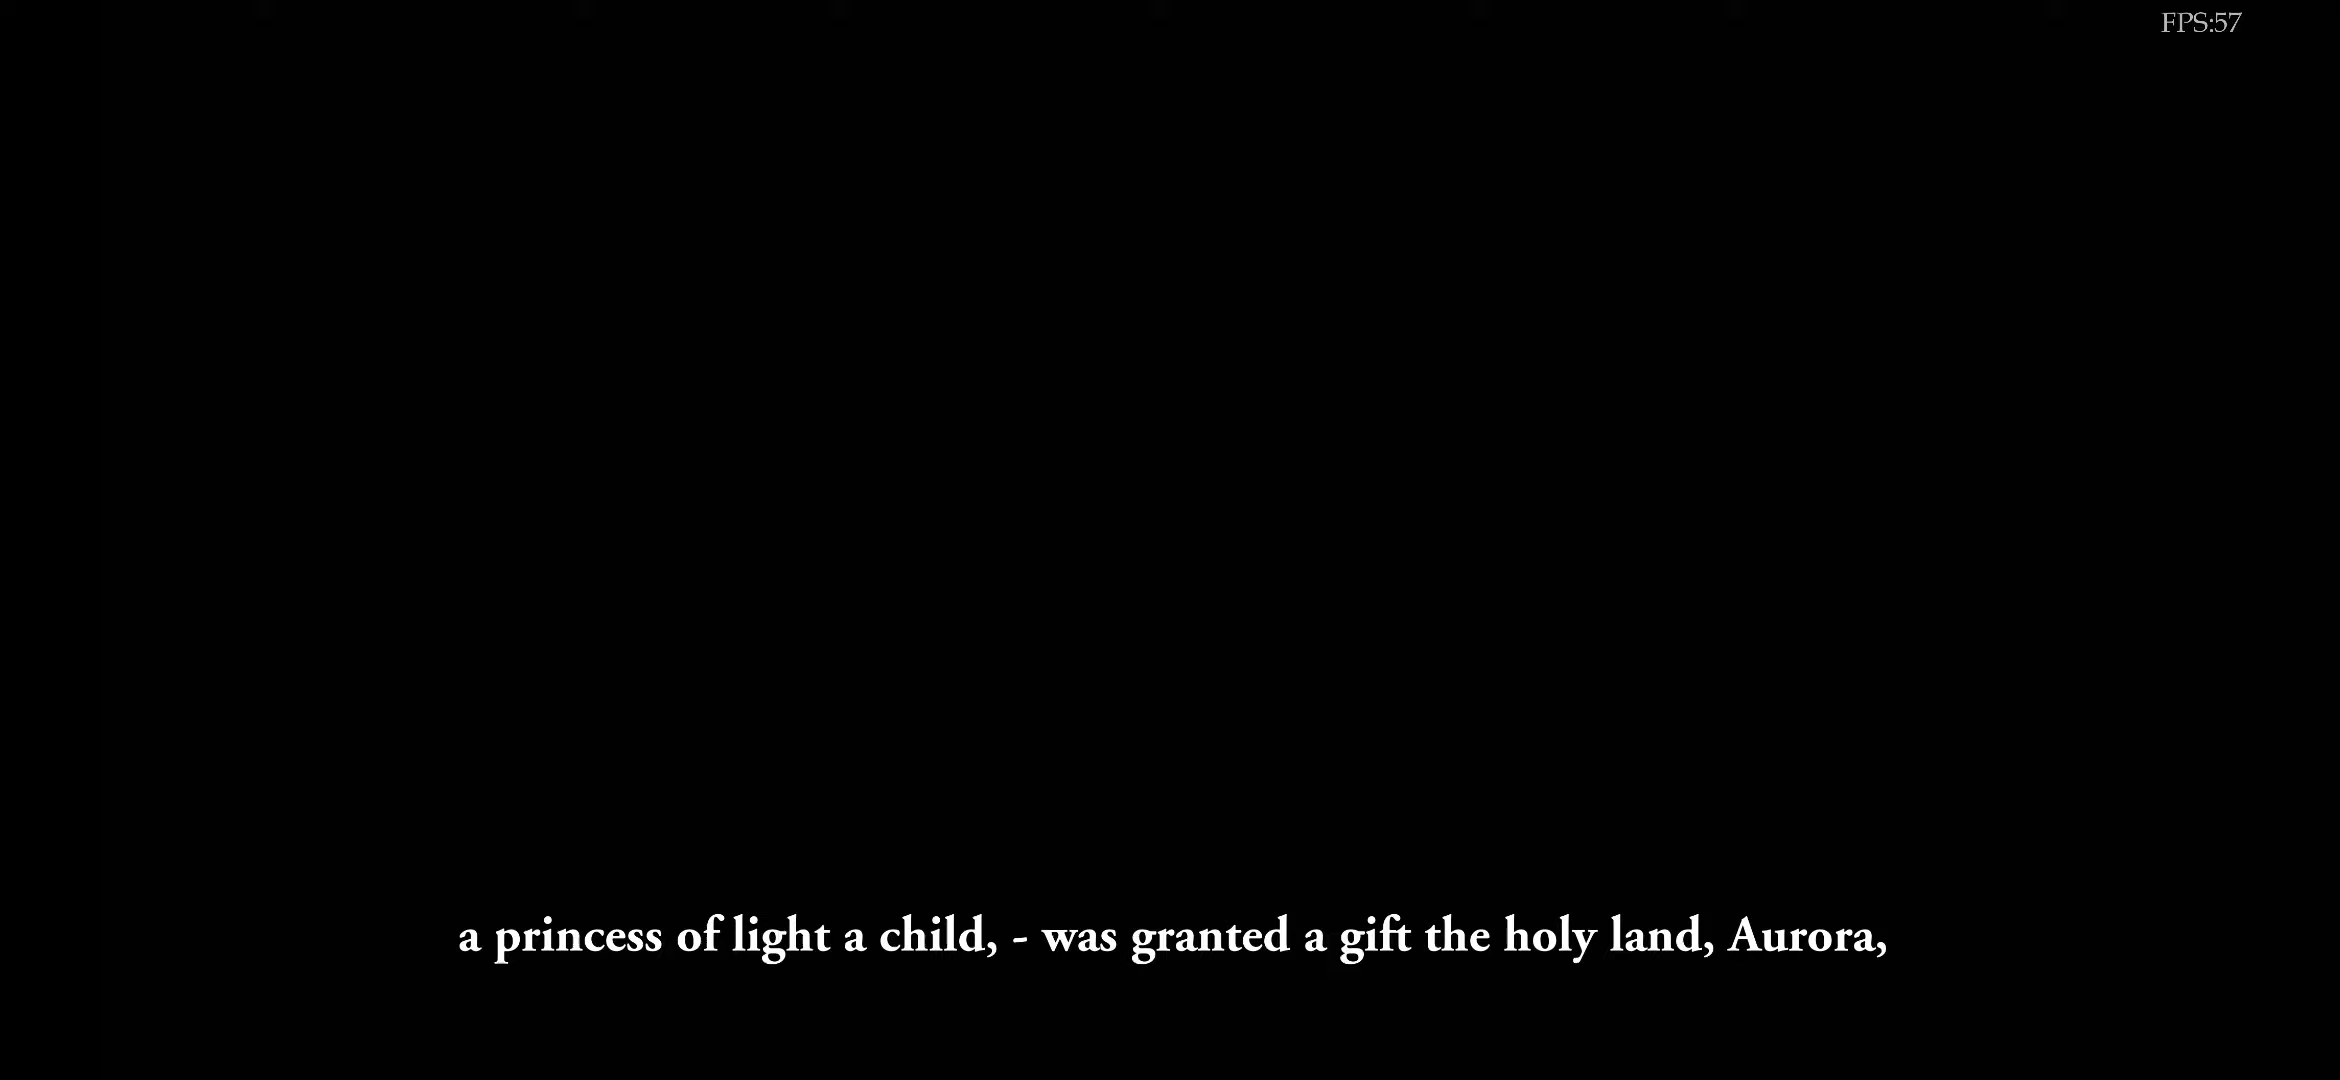 FPS:57
a princess of light a child, - was granted a gift the holy land, Aurora,